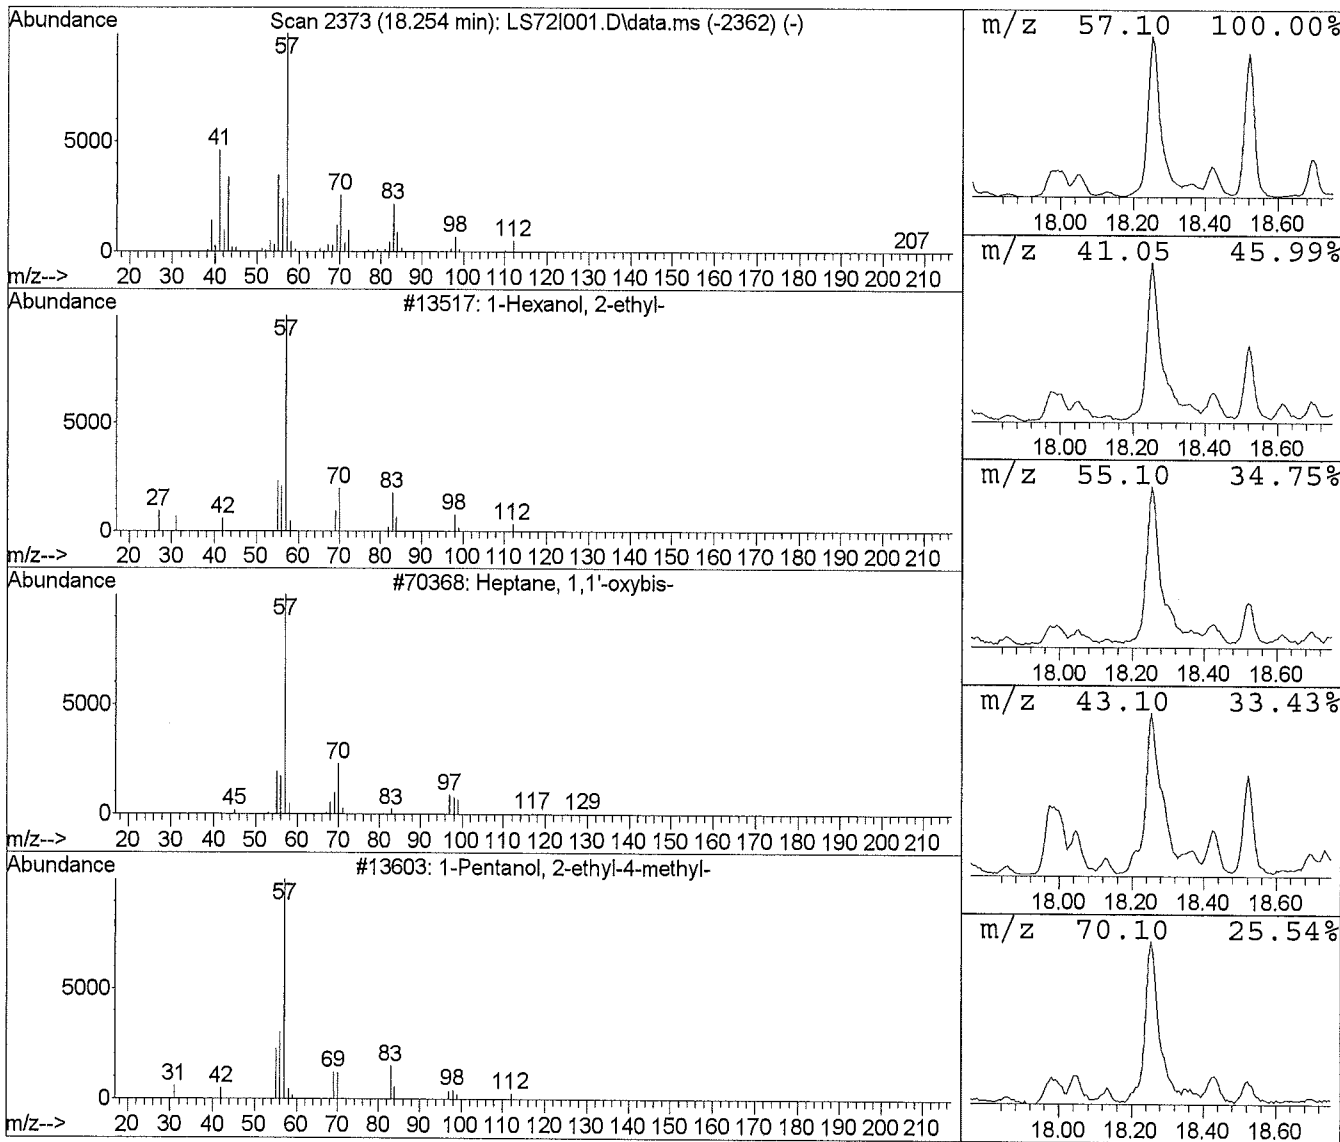 Abundance
Scan 2373 (18.254 min): LS72I001.D\data.ms (-2362) (-)
57
5000
41
70
83
98
112
207
0
m/z--> 20 30 40 50 60 70 80 90 100 110 120 130 140 150 160 170 180 190 200 210
Abundance
#13517: 1-Hexanol, 2-ethyl-
57
5000
27
42
70
83
98
112
0
m/z--> 20 30 40 50 60 70 80 90 100 110 120 130 140 150 160 170 180 190 200 210
Abundance
#70368: Heptane, 1,1'-oxybis-
57
5000
45
70
83
97
117
129
0
m/z--> 20 30 40 50 60 70 80 90 100 110 120 130 140 150 160 170 180 190 200 210
Abundance
#13603: 1-Pentanol, 2-ethyl-4-methyl-
57
5000
31
42
69
83
98
112
0
m/z--> 20 30 40 50 60 70 80 90 100 110 120 130 140 150 160 170 180 190 200 210
m/z 57.10 100.00%
18.00 18.20 18.40 18.60
m/z 41.05 45.99%
18.00 18.20 18.40 18.60
m/z 55.10 34.75%
18.00 18.20 18.40 18.60
m/z 43.10 33.43%
18.00 18.20 18.40 18.60
m/z 70.10 25.54%
18.00 18.20 18.40 18.60